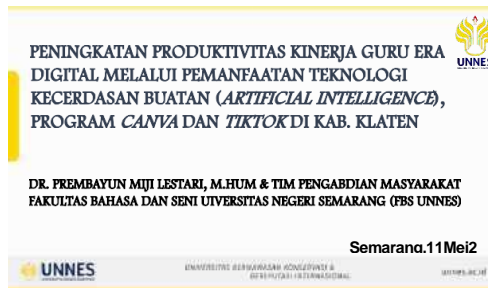 PENINGKATAN PRODUKTIVITAS KINERJA GURU ERA
DIGITAL MELALUI PEMANFAATAN TEKNOLOGI
KECERDASAN BUATAN (ARTIFICIAL INTELLIGENCE),
PROGRAM CANVA DAN TIKTOK DI KAB. KLATEN
UNNES
DR. PREMBAYUN MIJI LESTARI, M.HUM & TIM PENGABDIAN MASYARAKAT
FAKULTAS BAHASA DAN SENI UIVERSITAS NEGERI SEMARANG (FBS UNNES)
Semarang,11Mei2
UNNES
UNIVERSITAS BERWAWASAN KONSERVASI &
BEREPUTASI INTERNASIONAL
unnes.ac.id